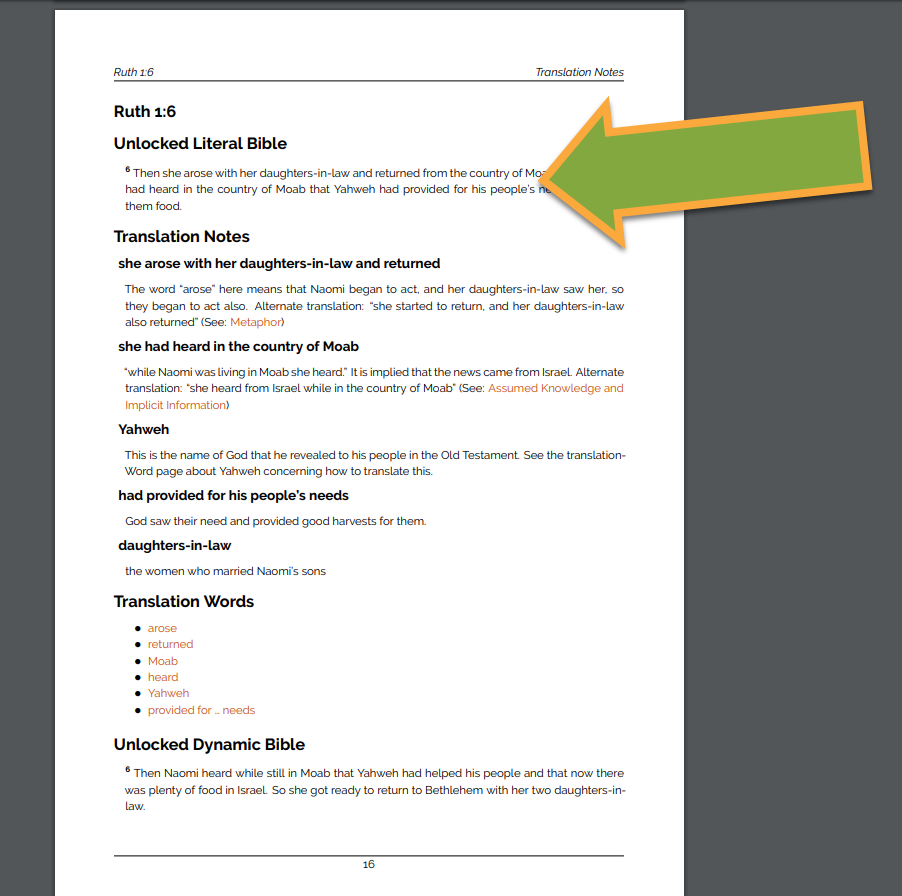 Ruth 1:6
Translation Notes
Ruth 1:6
Unlocked Literal Bible
6 Then she arose with her daughters-in-law and returned from the country of
had heard in the country of Moab that Yahweh had provided for his people's
them food.
Translation Notes
she arose with her daughters-in-law and returned
The word “arose” here means that Naomi began to act, and her daughters-in-law saw her, so
they began to act also. Alternate translation: “she started to return, and her daughters-in-law
also returned” (See: Metaphor)
she had heard in the country of Moab
“while Naomi was living in Moab she heard.” It is implied that the news came from Israel. Alternate
translation: “she heard from Israel while in the country of Moab” (See: Assumed Knowledge and
Implicit Information)
Yahweh
This is the name of God that he revealed to his people in the Old Testament. See the translation-
Word page about Yahweh concerning how to translate this.
had provided for his people’s needs
God saw their need and provided good harvests for them.
daughters-in-law
the women who married Naomi’s sons
Translation Words
● arose
● returned
● Moab
● heard
● Yahweh
● provided for … needs
Unlocked Dynamic Bible
6 Then Naomi heard while still in Moab that Yahweh had helped his people and that now there
was plenty of food in Israel. So she got ready to return to Bethlehem with her two daughters-in-
law.
16